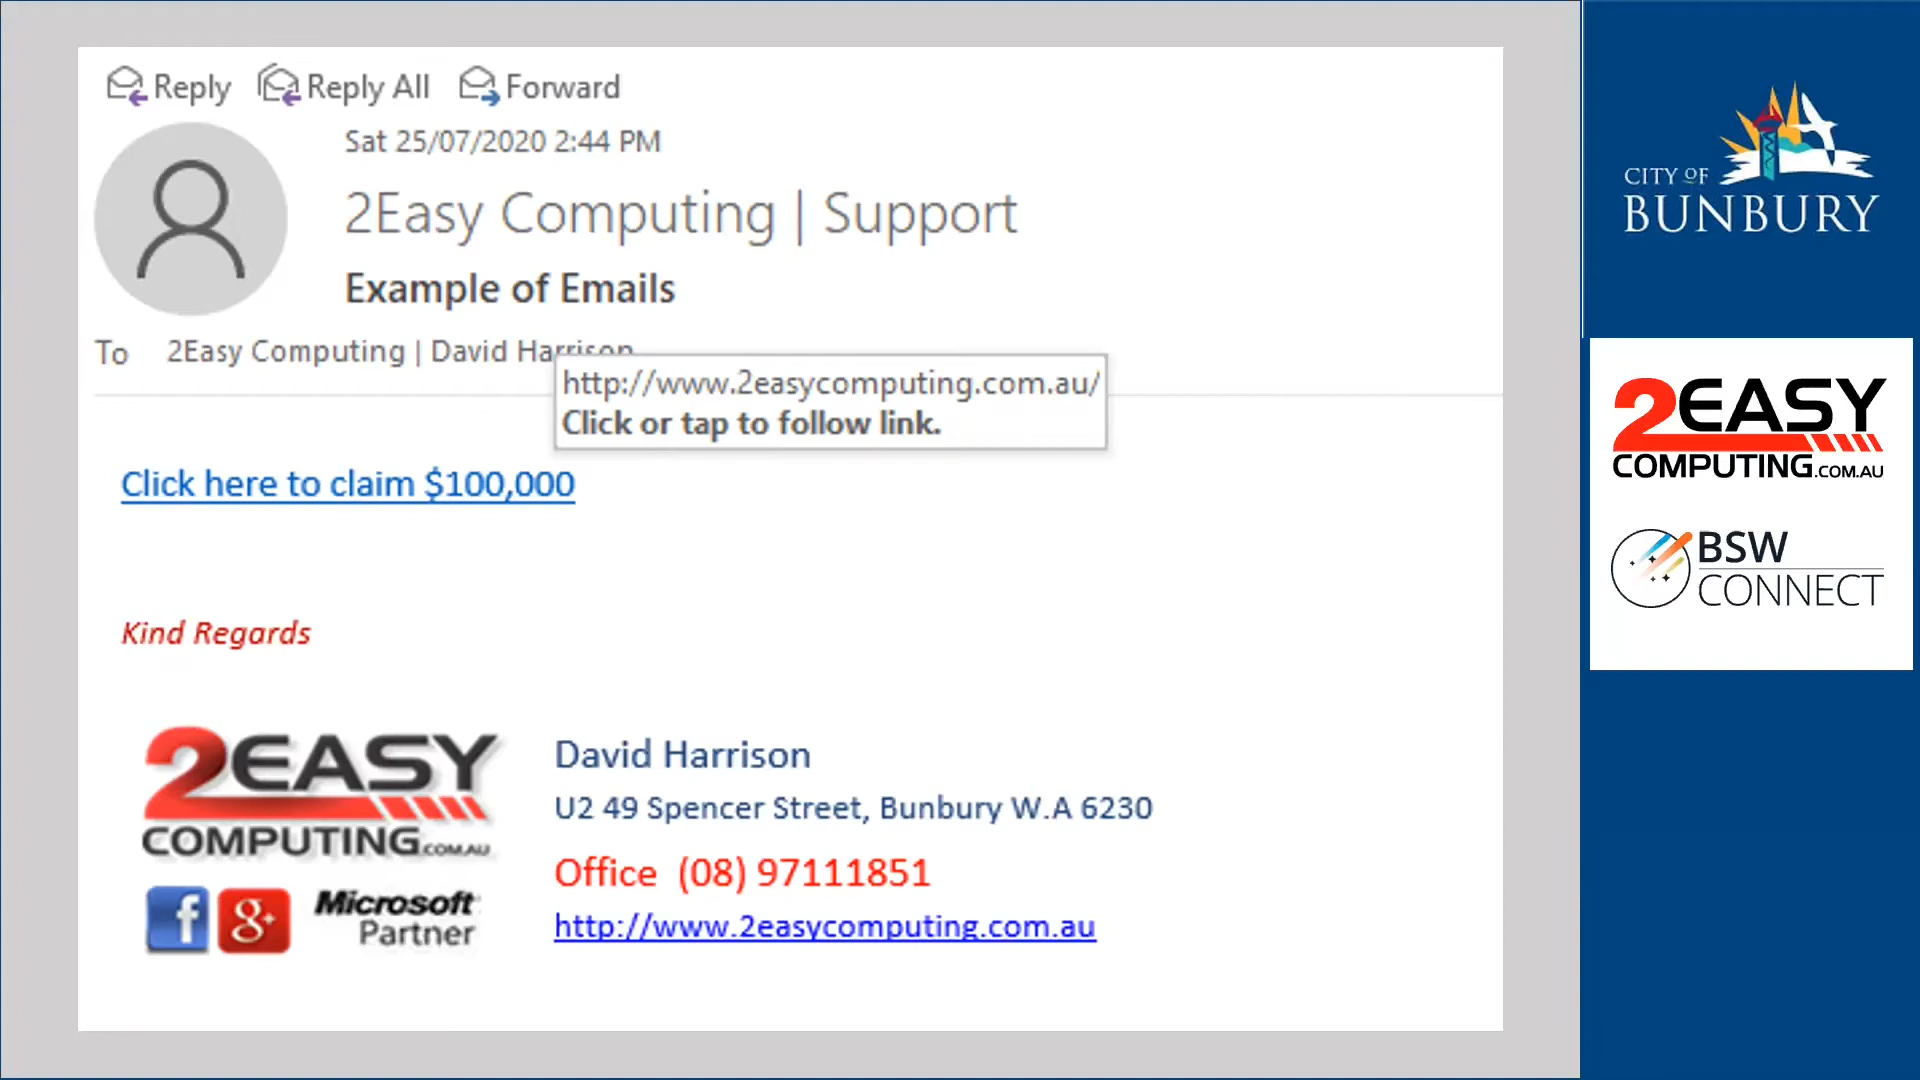 Reply Reply All Forward
Sat 25/07/2020 2:44 PM
2Easy Computing | Support
Example of Emails
To 2Easy Computing | David Harrison
http://www.2easycomputing.com.au/
Click or tap to follow link.
Click here to claim $100,000
Kind Regards
2EASY
COMPUTING.COM.AU
f g+ Microsoft
Partner
David Harrison
U2 49 Spencer Street, Bunbury W.A 6230
Office (08) 97111851
http://www.2easycomputing.com.au
CITY OF
BUNBURY
2EASY
COMPUTING.COM.AU
BSW
CONNECT